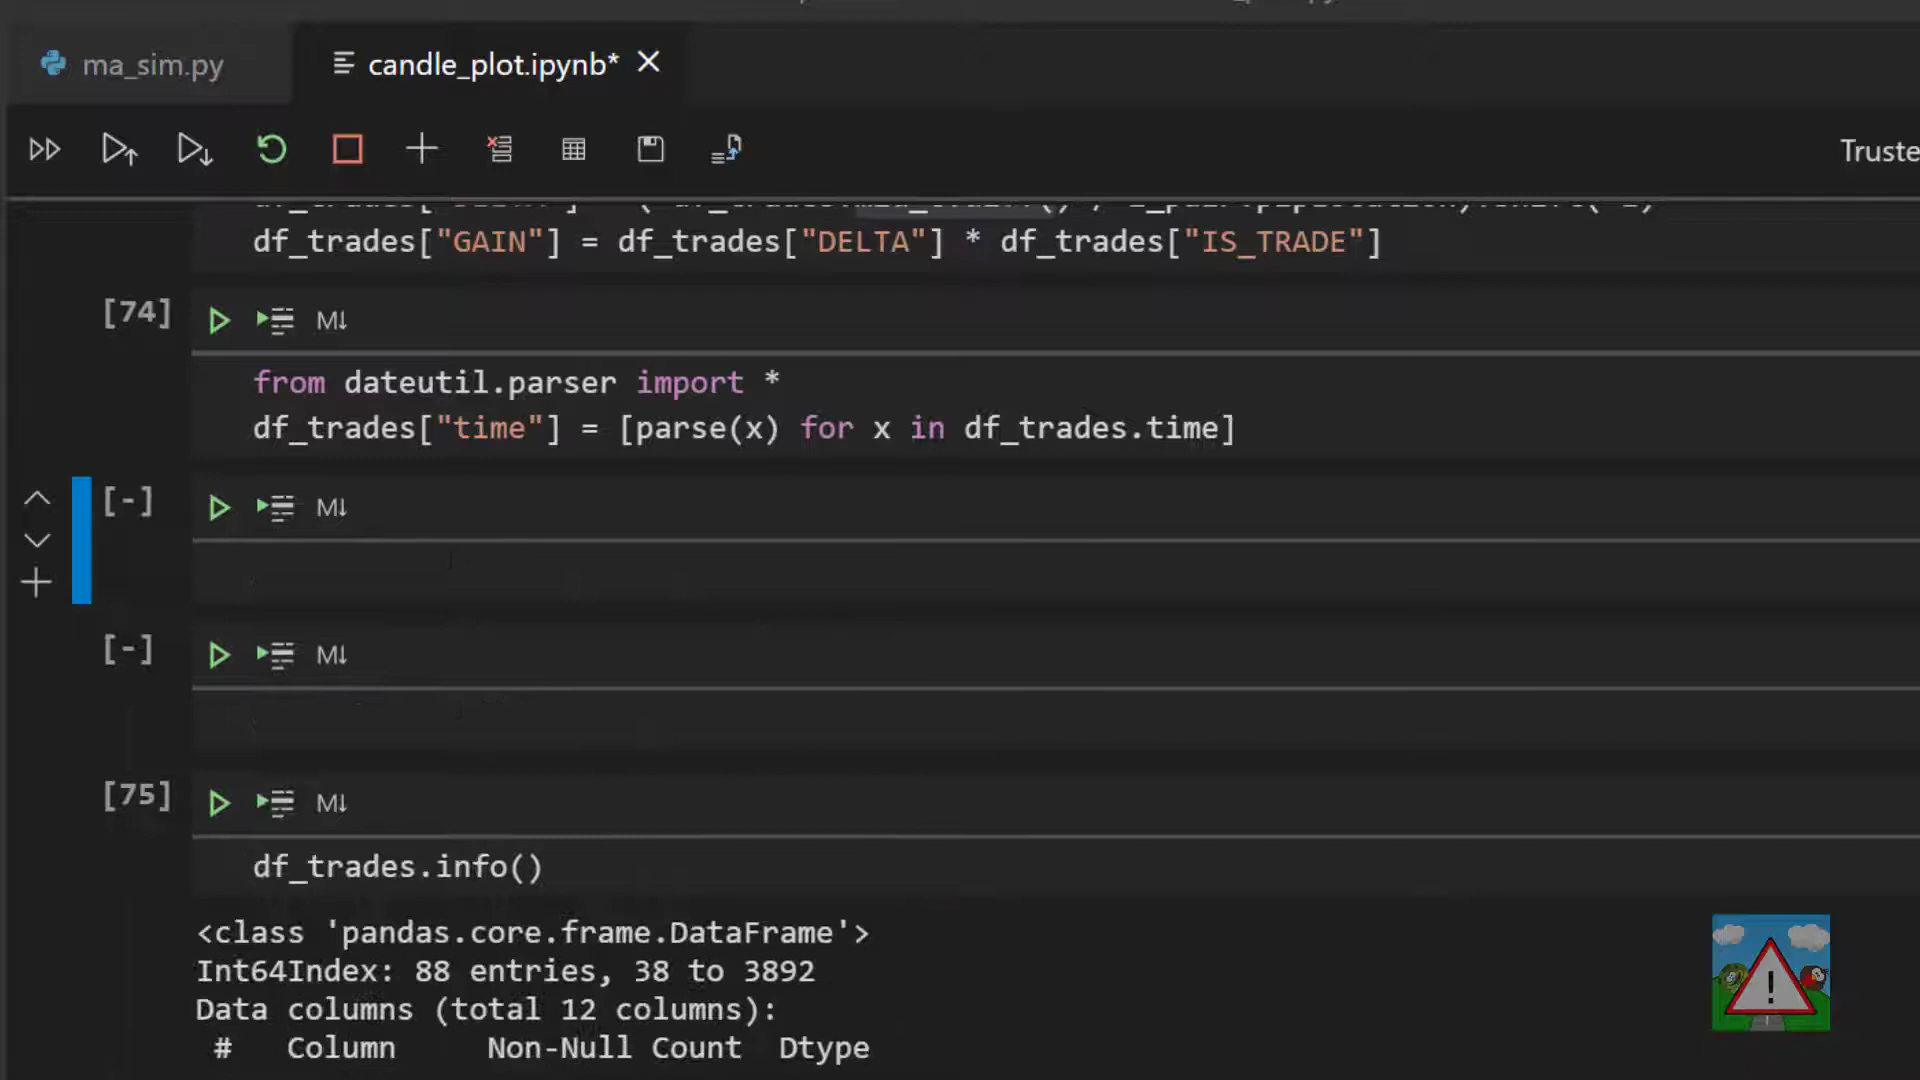 ma_sim.py
candle_plot.ipynb*
Truste
df_trades["GAIN"] = df_trades["DELTA"] * df_trades["IS_TRADE"]
[74]
M↓
from dateutil.parser import *
df_trades["time"] = [parse(x) for x in df_trades.time]
[-]
M↓
[-]
M↓
[75]
M↓
df_trades.info()
<class 'pandas.core.frame.DataFrame'>
Int64Index: 88 entries, 38 to 3892
Data columns (total 12 columns):
# Column Non-Null Count Dtype